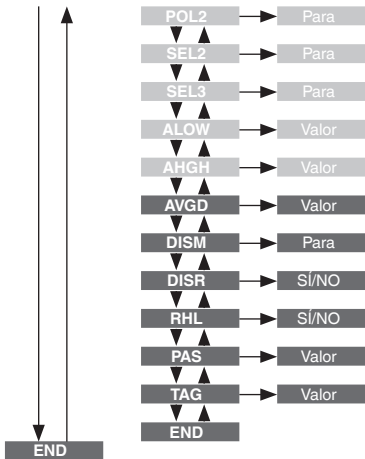 POL2 Para
SEL2 Para
SEL3 Para
ALOW Valor
AHGH Valor
AVGD Valor
DISM Para
DISR SÍ/NO
RHL SÍ/NO
PAS Valor
TAG Valor
END
END